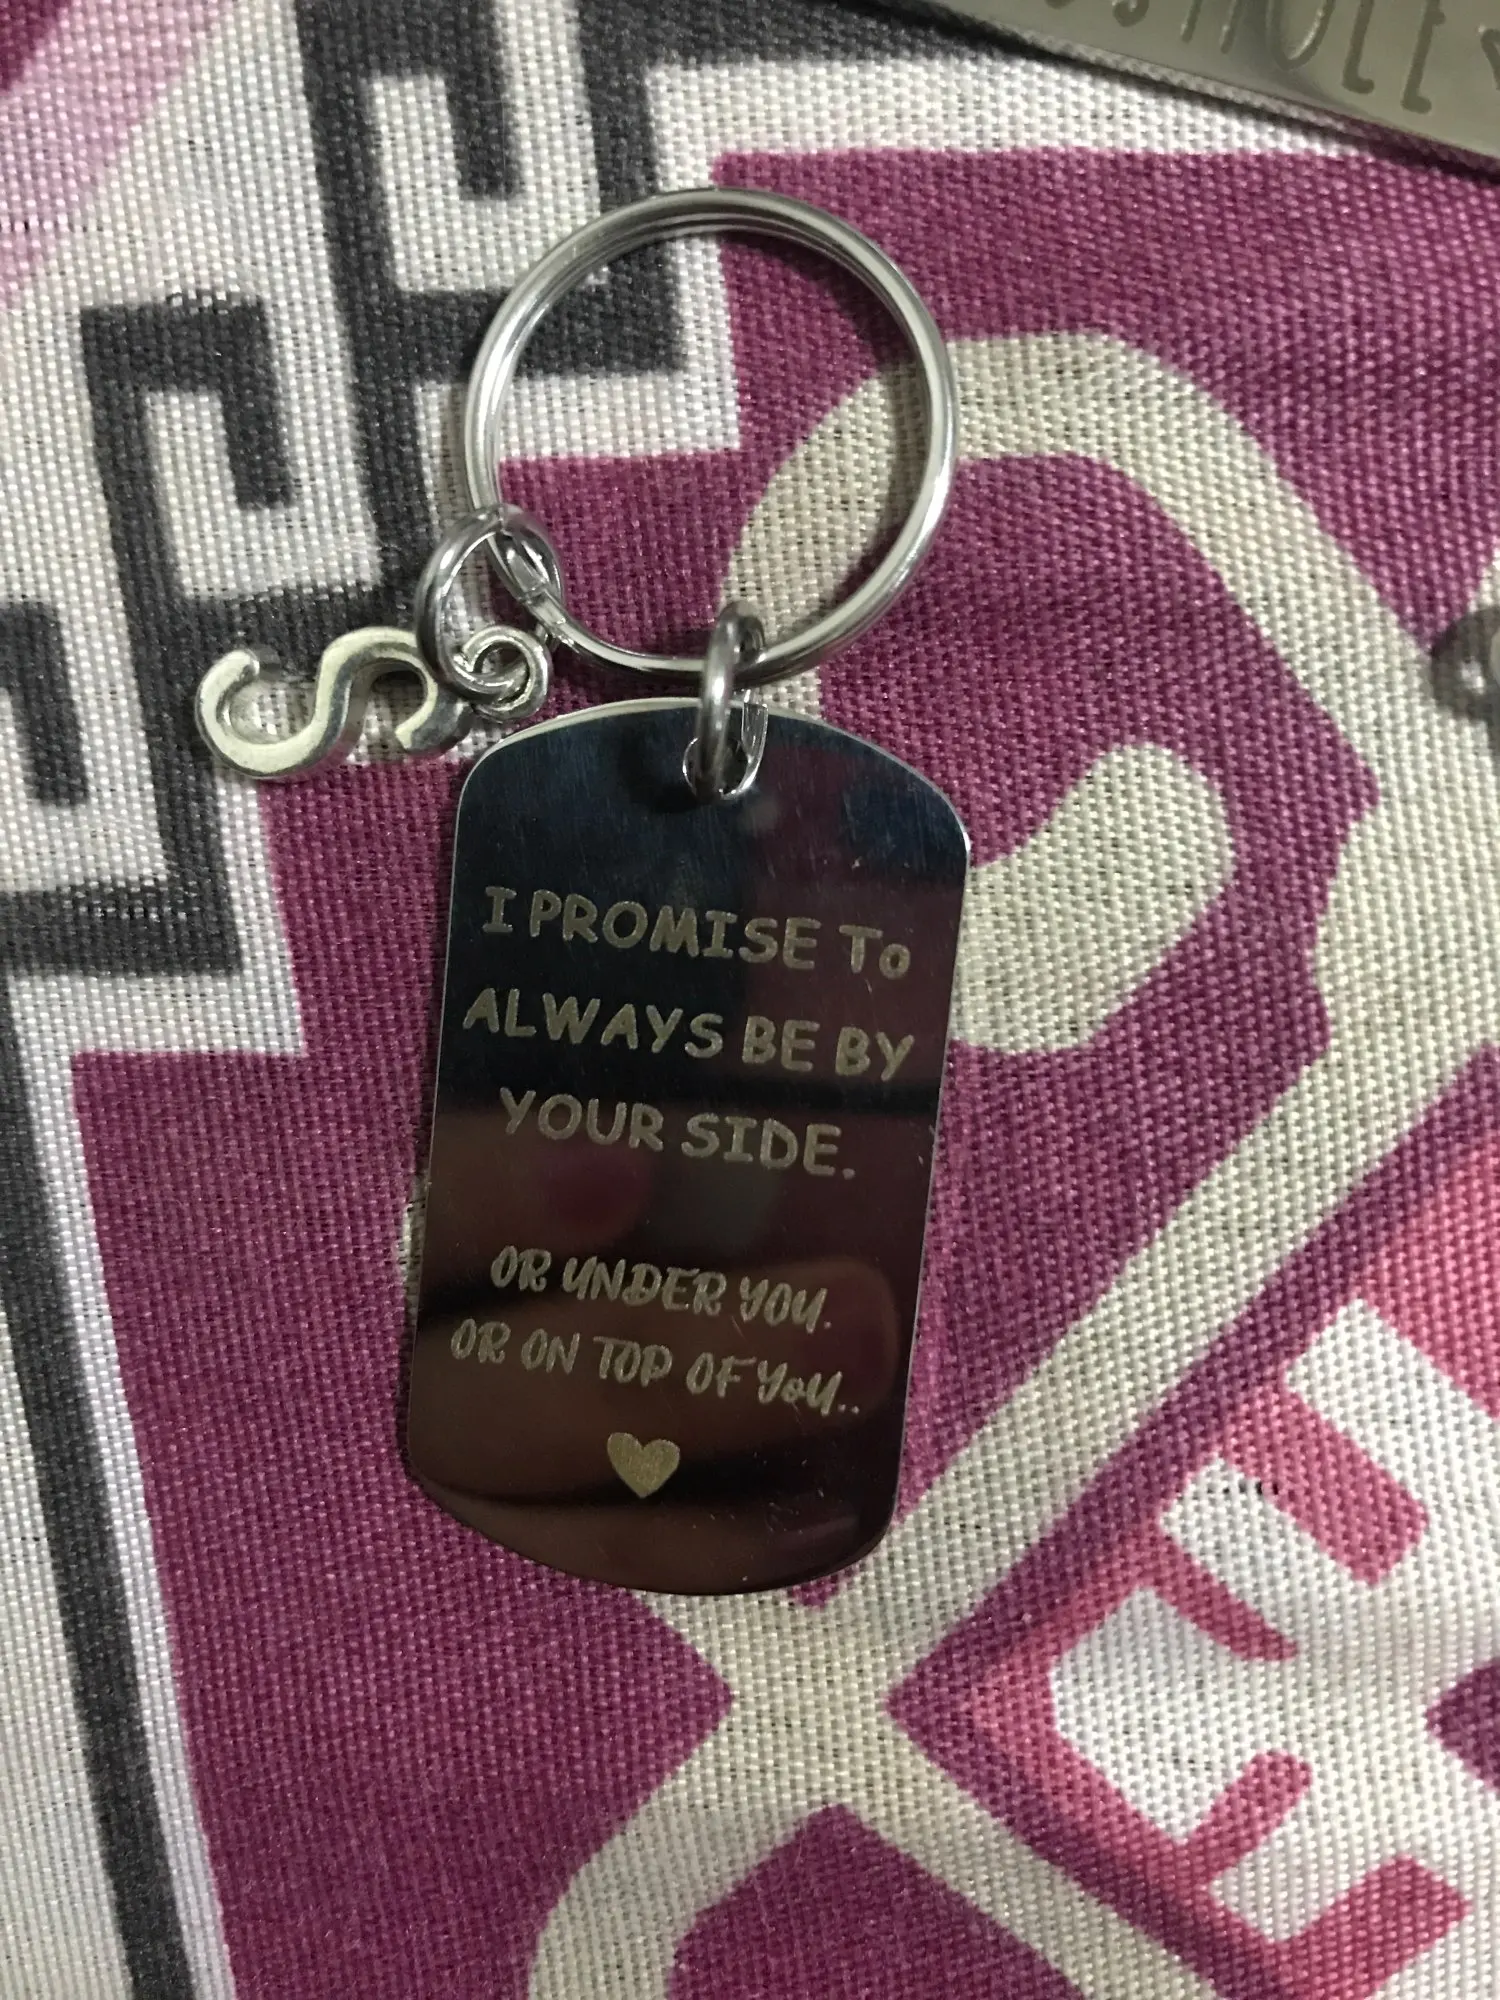 I PROMISE To
ALWAYS BE BY
YOUR SIDE.
OR UNDER YOU.
OR ON TOP OF YoU..
S